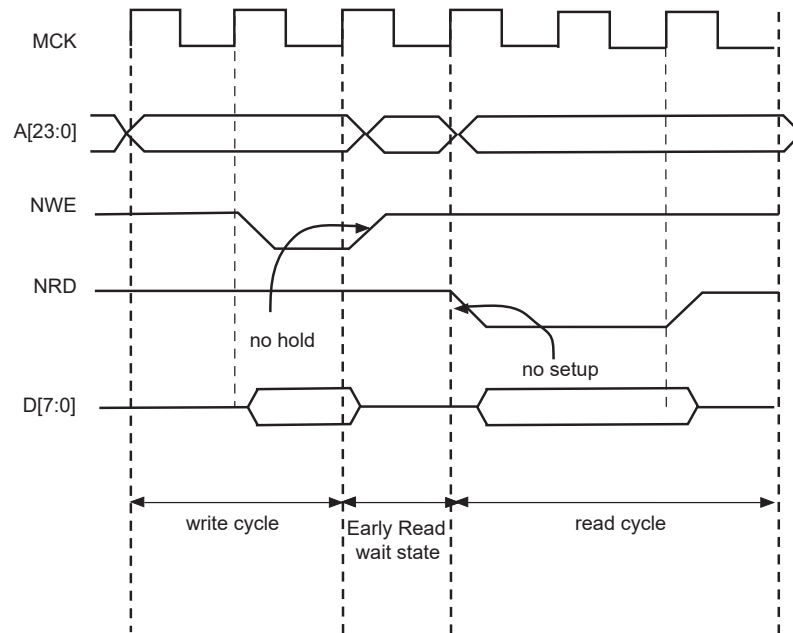 MCK
A[23:0]
NWE
NRD
no hold
no setup
D[7:0]
write cycle
Early Read
wait state
read cycle